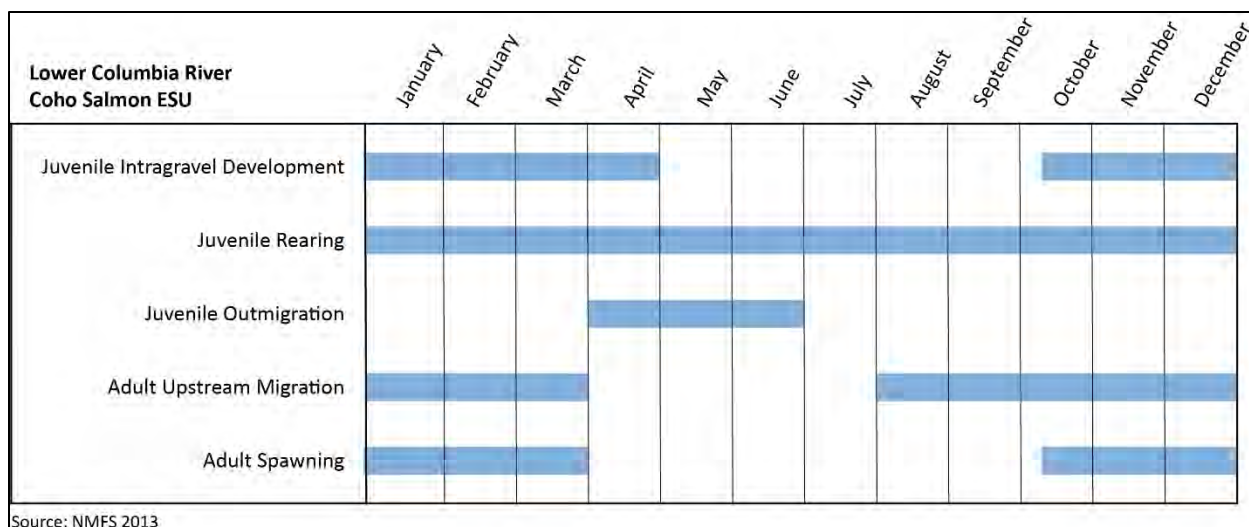 Lower Columbia River
Coho Salmon ESU
January
February
March
April
May
June
July
August
September
October
November
December
Juvenile Intragravel Development
Juvenile Rearing
Juvenile Outmigration
Adult Upstream Migration
Adult Spawning
Source: NMFS 2013